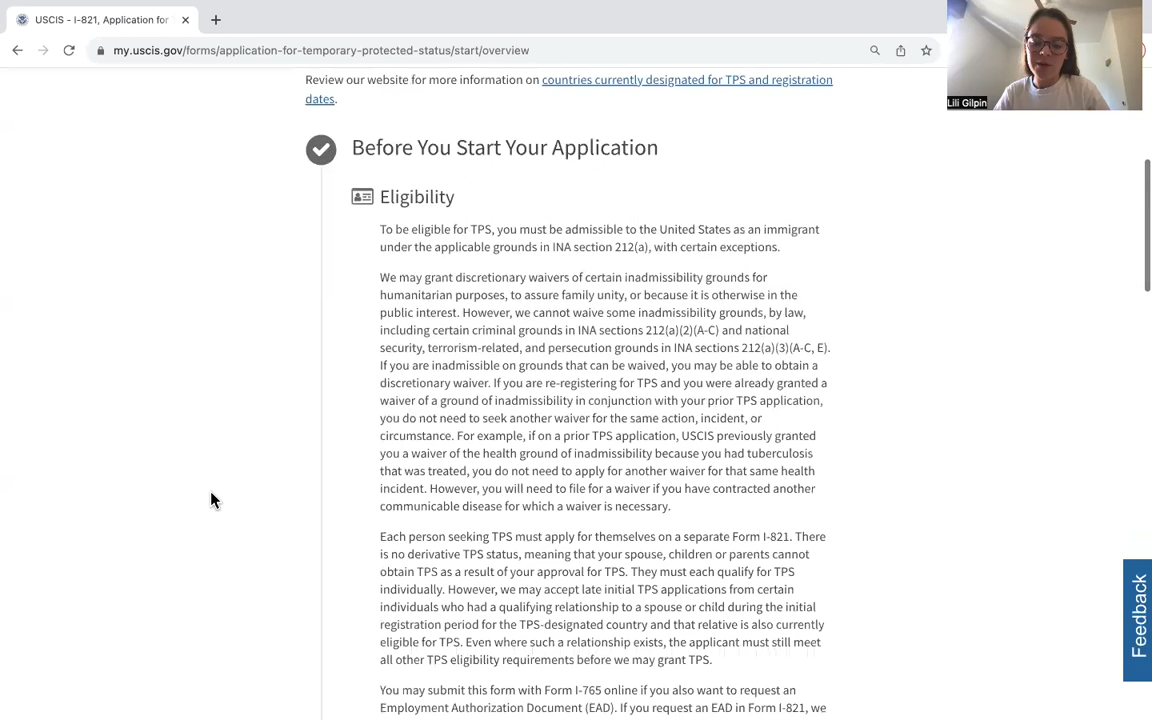 USCIS - I-821, Application for
my.uscis.gov/forms/application-for-temporary-protected-status/start/overview
Lili Gilpin
Review our website for more information on countries currently designated for TPS and registration
dates.
Before You Start Your Application
Eligibility
To be eligible for TPS, you must be admissible to the United States as an immigrant
under the applicable grounds in INA section 212(a), with certain exceptions.
We may grant discretionary waivers of certain inadmissibility grounds for
humanitarian purposes, to assure family unity, or because it is otherwise in the
public interest. However, we cannot waive some inadmissibility grounds, by law,
including certain criminal grounds in INA sections 212(a)(2)(A-C) and national
security, terrorism-related, and persecution grounds in INA sections 212(a)(3)(A-C, E).
If you are inadmissible on grounds that can be waived, you may be able to obtain a
discretionary waiver. If you are re-registering for TPS and you were already granted a
waiver of a ground of inadmissibility in conjunction with your prior TPS application,
you do not need to seek another waiver for the same action, incident, or
circumstance. For example, if on a prior TPS application, USCIS previously granted
you a waiver of the health ground of inadmissibility because you had tuberculosis
that was treated, you do not need to apply for another waiver for that same health
incident. However, you will need to file for a waiver if you have contracted another
communicable disease for which a waiver is necessary.
Each person seeking TPS must apply for themselves on a separate Form I-821. There
is no derivative TPS status, meaning that your spouse, children or parents cannot
obtain TPS as a result of your approval for TPS. They must each qualify for TPS
individually. However, we may accept late initial TPS applications from certain
individuals who had a qualifying relationship to a spouse or child during the initial
registration period for the TPS-designated country and that relative is also currently
eligible for TPS. Even where such a relationship exists, the applicant must still meet
all other TPS eligibility requirements before we may grant TPS.
You may submit this form with Form I-765 online if you also want to request an
Employment Authorization Document (EAD). If you request an EAD in Form I-821, we
Feedback